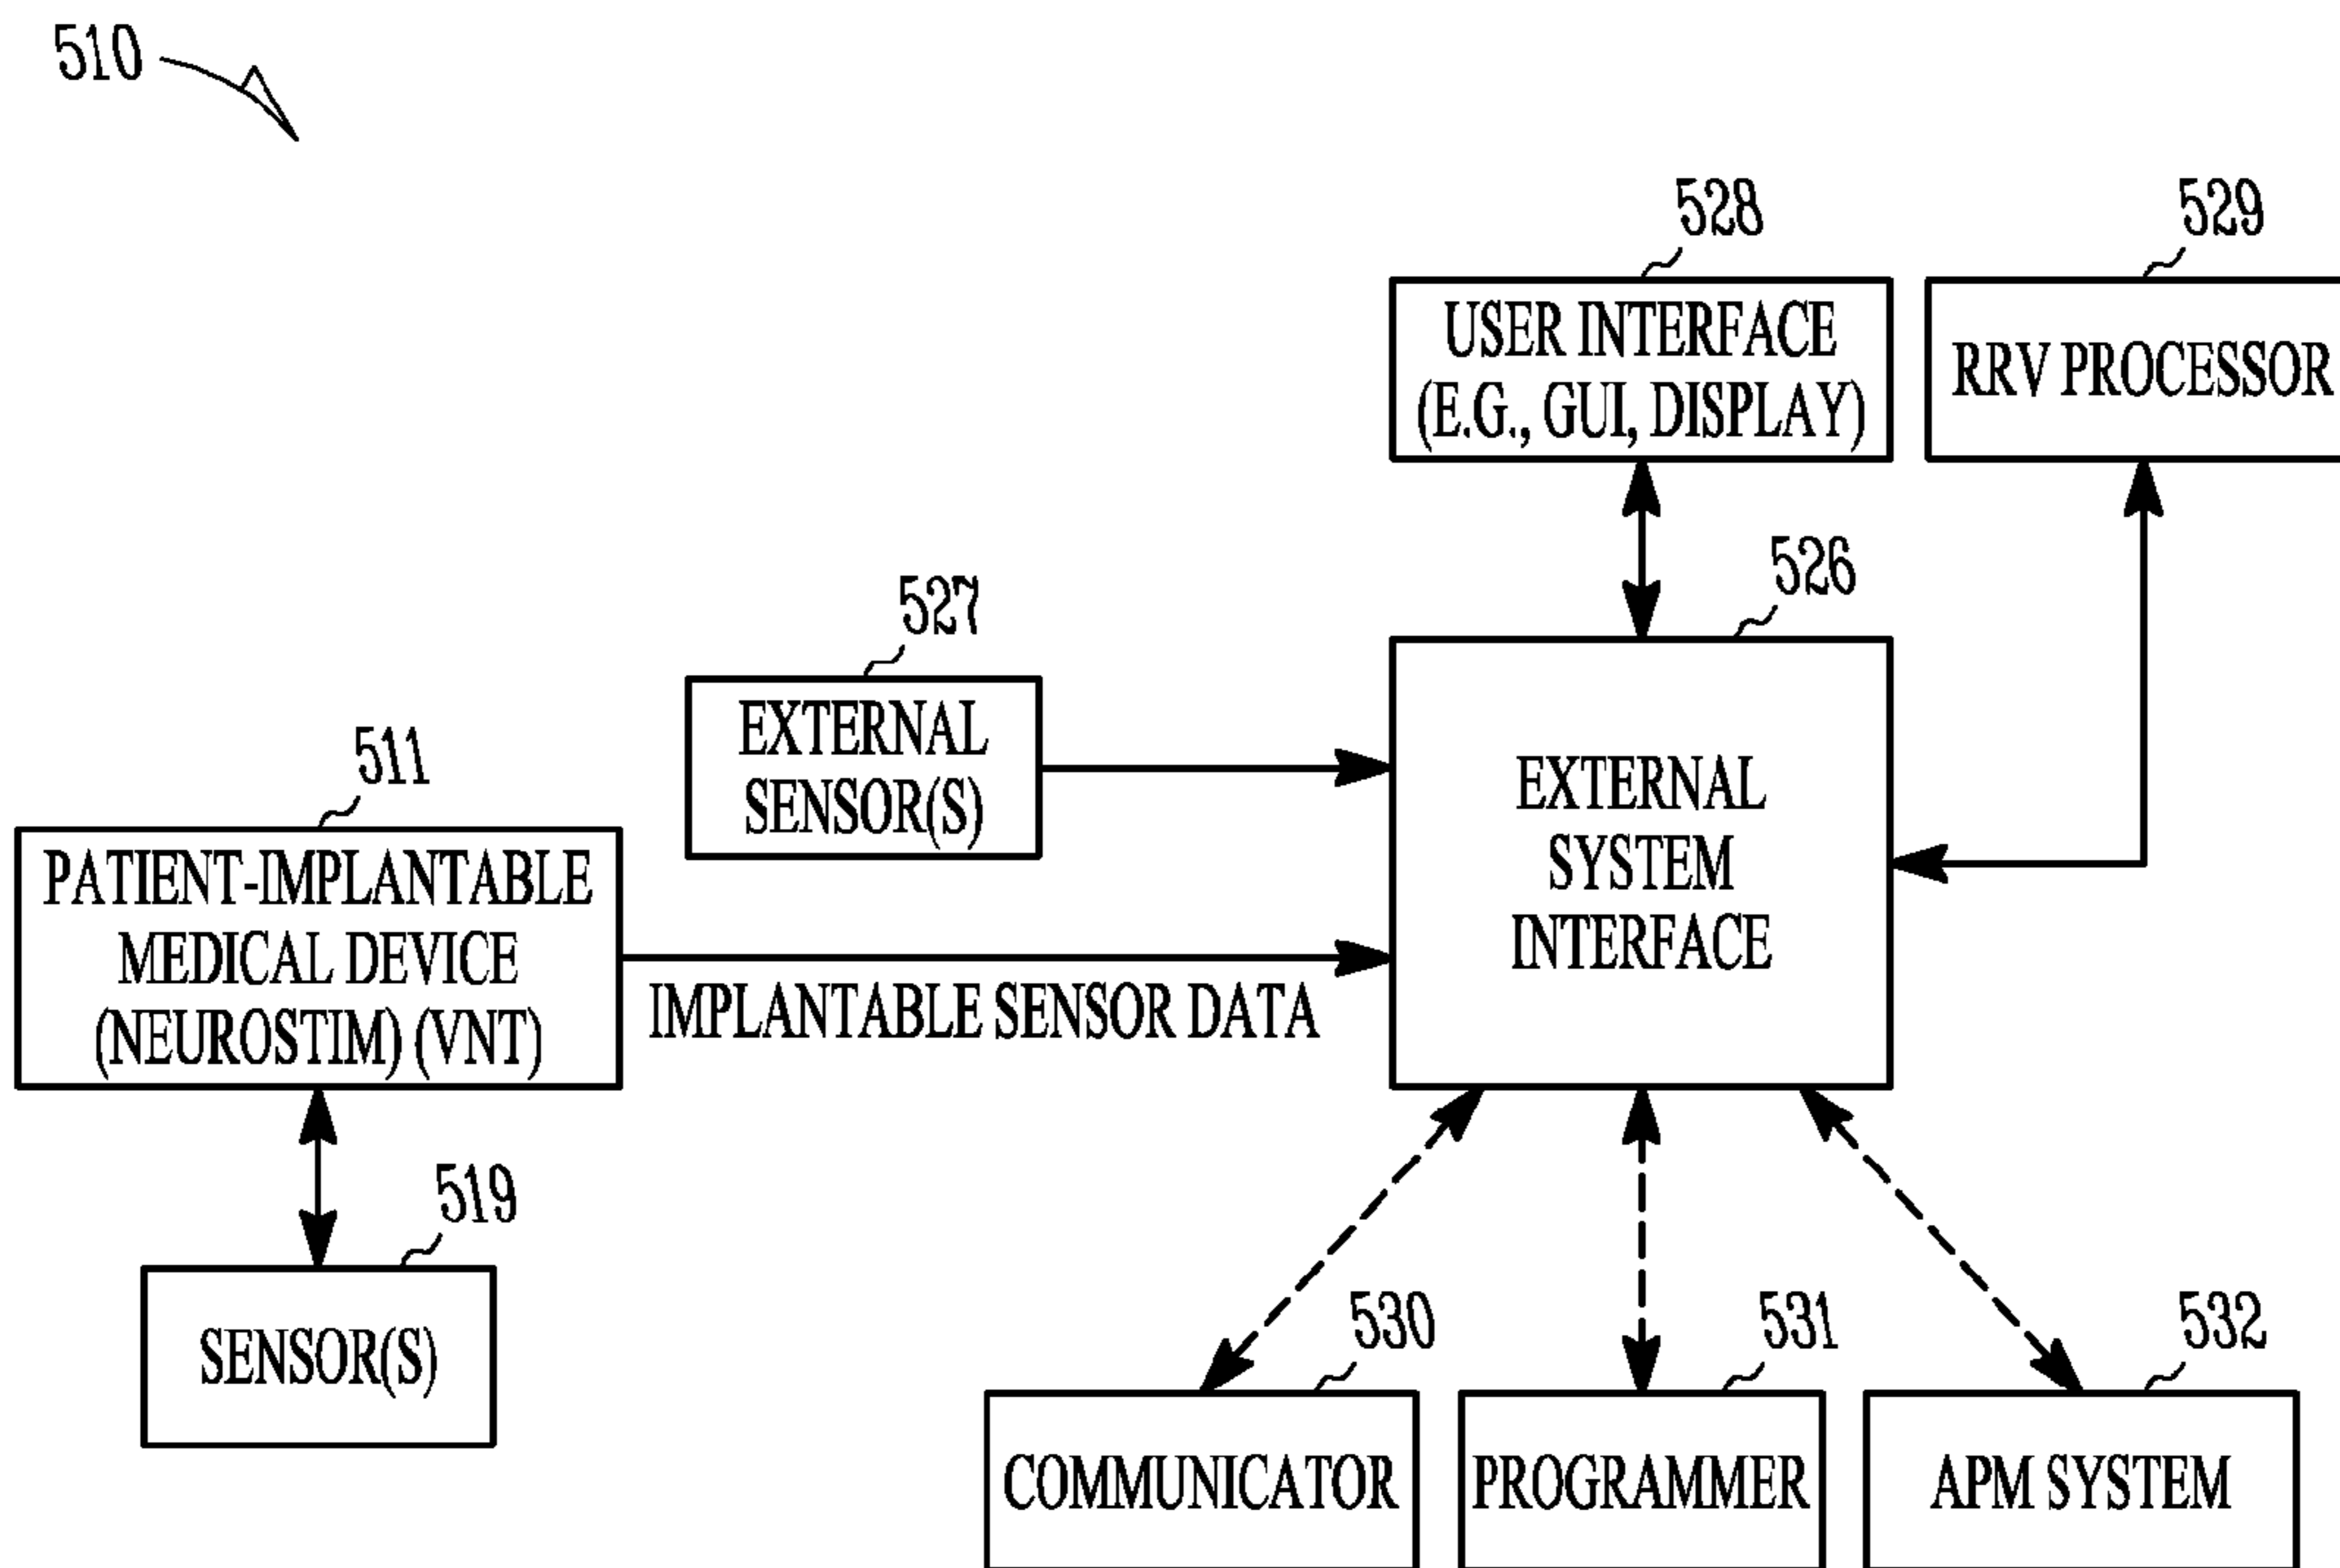 510
528
529
USER INTERFACE
(E.G., GUI, DISPLAY)
RRV PROCESSOR
526
527
EXTERNAL
SENSOR(S)
EXTERNAL
SYSTEM
INTERFACE
511
PATIENT-IMPLANTABLE
MEDICAL DEVICE
(NEUROSTIM) (VNT)
IMPLANTABLE SENSOR DATA
519
SENSOR(S)
530
531
532
COMMUNICATOR
PROGRAMMER
APM SYSTEM